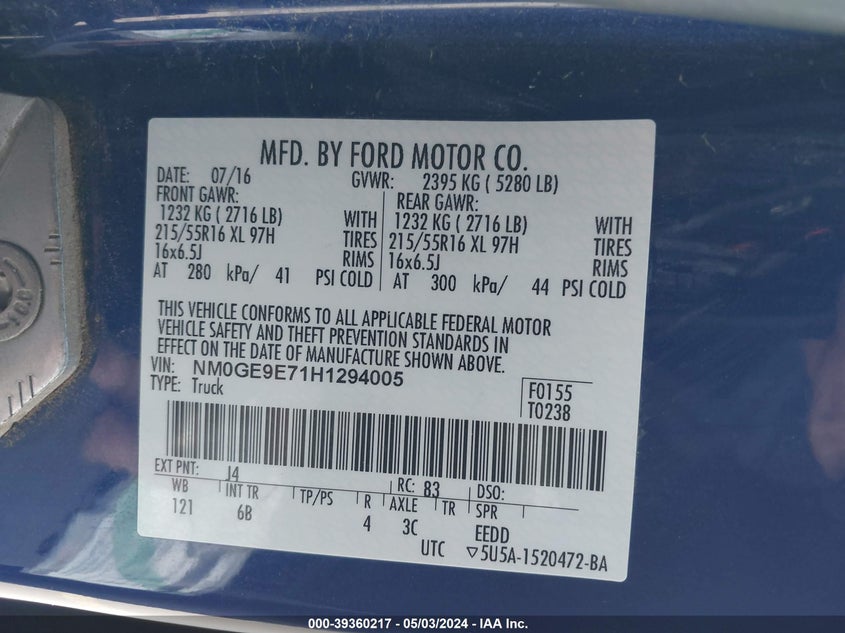 MFD. BY FORD MOTOR CO.
DATE: 07/16 GVWR: 2395 KG ( 5280 LB)
FRONT GAWR: REAR GAWR:
1232 KG ( 2716 LB) WITH 1232 KG ( 2716 LB) WITH
215/55R16 XL 97H TIRES 215/55R16 XL 97H TIRES
16x6.5J RIMS 16x6.5J RIMS
AT 280 kPa/ 41 PSI COLD AT 300 kPa/ 44 PSI COLD
THIS VEHICLE CONFORMS TO ALL APPLICABLE FEDERAL MOTOR
VEHICLE SAFETY AND THEFT PREVENTION STANDARDS IN
EFFECT ON THE DATE OF MANUFACTURE SHOWN ABOVE.
VIN: NM0GE9E71H1294005
TYPE: Truck
F0155
T0238
EXT PNT: J4 RC: 83 DSO:
WB INT TR TP/PS R AXLE TR SPR
121 6B 4 3C EEDD
UTC ▽5U5A-1520472-BA
000-39360217 - 05/03/2024 - IAA Inc.